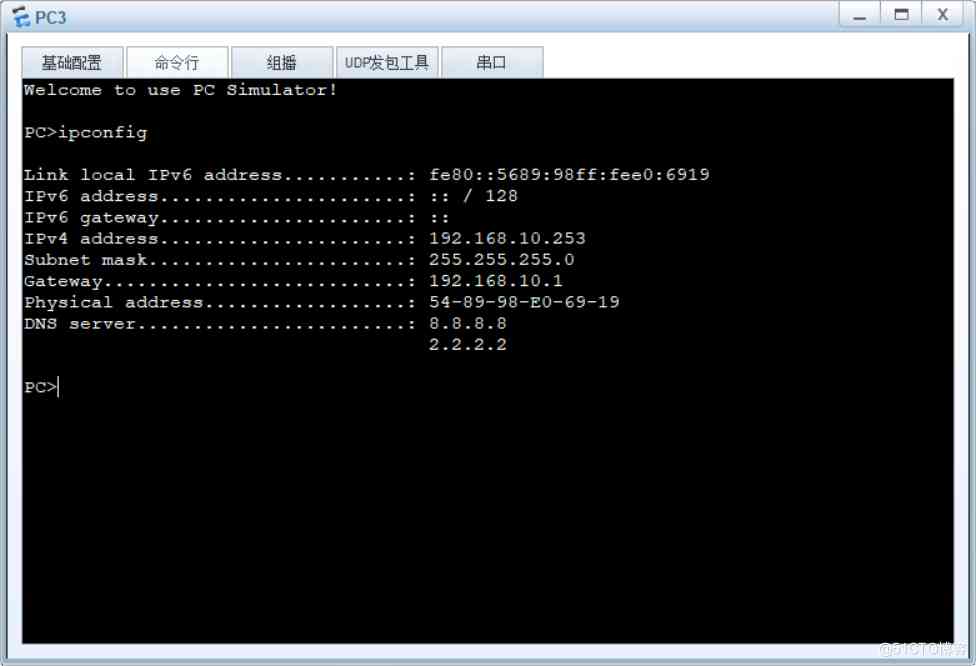 PC3
基础配置 命令行 组播 UDP发包工具 串口
Welcome to use PC Simulator!
PC>ipconfig
Link local IPv6 address...........: fe80::5689:98ff:fee0:6919
IPv6 address......................: :: / 128
IPv6 gateway......................: ::
IPv4 address......................: 192.168.10.253
Subnet mask.......................: 255.255.255.0
Gateway...........................: 192.168.10.1
Physical address..................: 54-89-98-E0-69-19
DNS server........................: 8.8.8.8
2.2.2.2
PC>
@51CTO博客